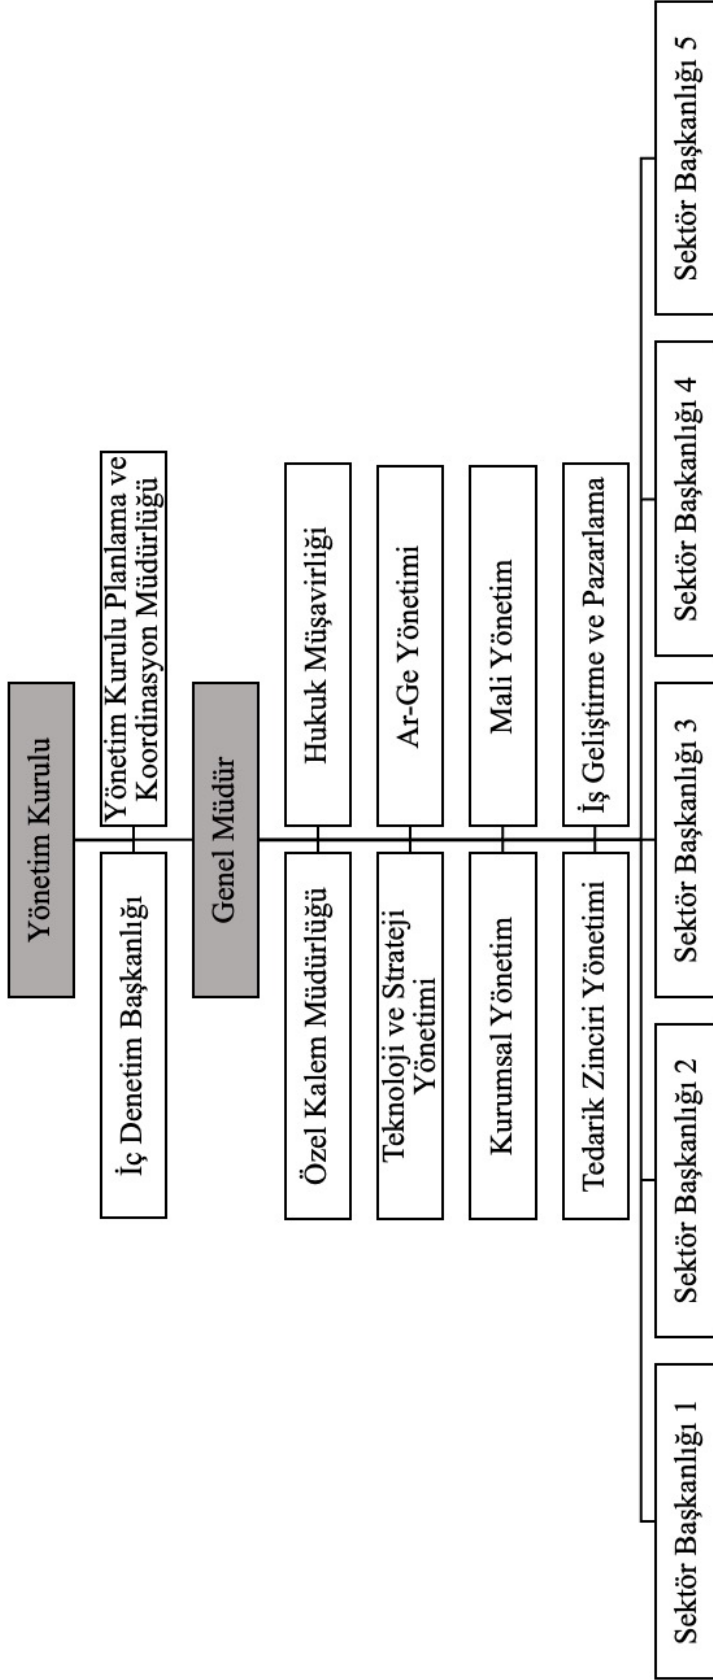 Yönetim Kurulu
İç Denetim Başkanlığı
Yönetim Kurulu Planlama ve
Koordinasyon Müdürlüğü
Genel Müdür
Özel Kalem Müdürlüğü
Hukuk Müşavirliği
Teknoloji ve Strateji
Yönetimi
Ar-Ge Yönetimi
Kurumsal Yönetim
Mali Yönetim
Tedarik Zinciri Yönetimi
İş Geliştirme ve Pazarlama
Sektör Başkanlığı 1
Sektör Başkanlığı 2
Sektör Başkanlığı 3
Sektör Başkanlığı 4
Sektör Başkanlığı 5